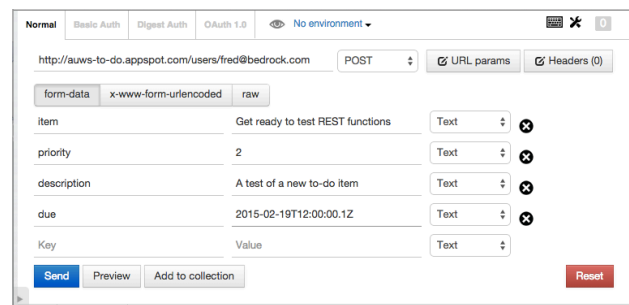 Normal Basic Auth Digest Auth OAuth 1.0 No environment 0
http://auws-to-do.appspot.com/users/fred@bedrock.com POST URL params Headers (0)
form-data x-www-form-urlencoded raw
item Get ready to test REST functions Text
priority 2 Text
description A test of a new to-do item Text
due 2015-02-19T12:00:00.1Z Text
Key Value Text
Send Preview Add to collection Reset